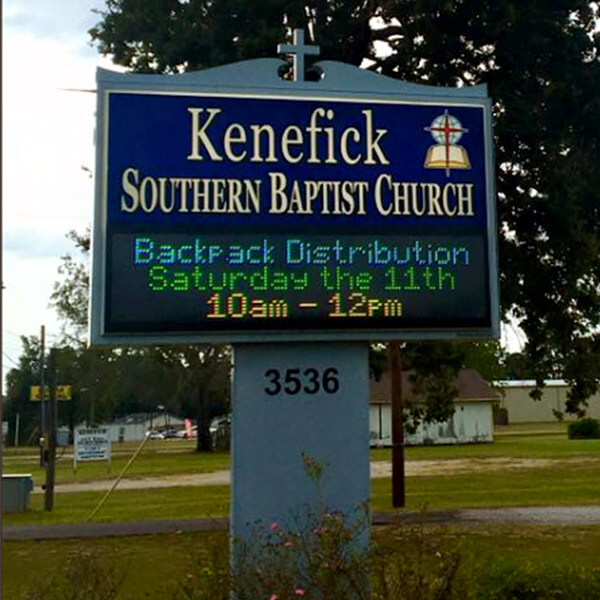 Kenefick
SOUTHERN BAPTIST CHURCH
Backpack Distribution
Saturday the 11th
10am - 12pm
3536